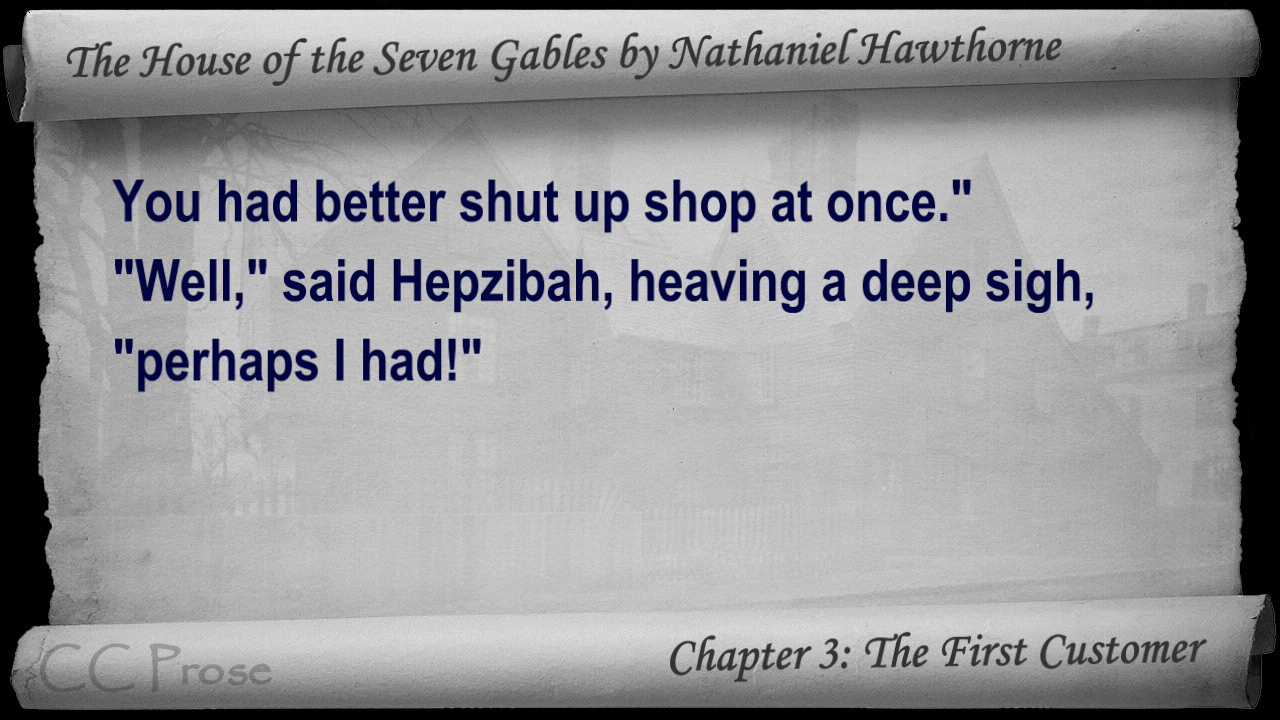 The House of the Seven Gables by Nathaniel Hawthorne
You had better shut up shop at once."
"Well," said Hepzibah, heaving a deep sigh,
"perhaps I had!"
CC Prose
Chapter 3: The First Customer